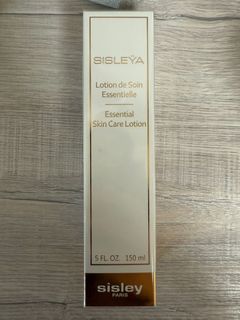 SISLEŸA
Lotion de Soin
Essentielle
Essential
Skin Care Lotion
5 FL. OZ. 150 ml
sisley
PARIS